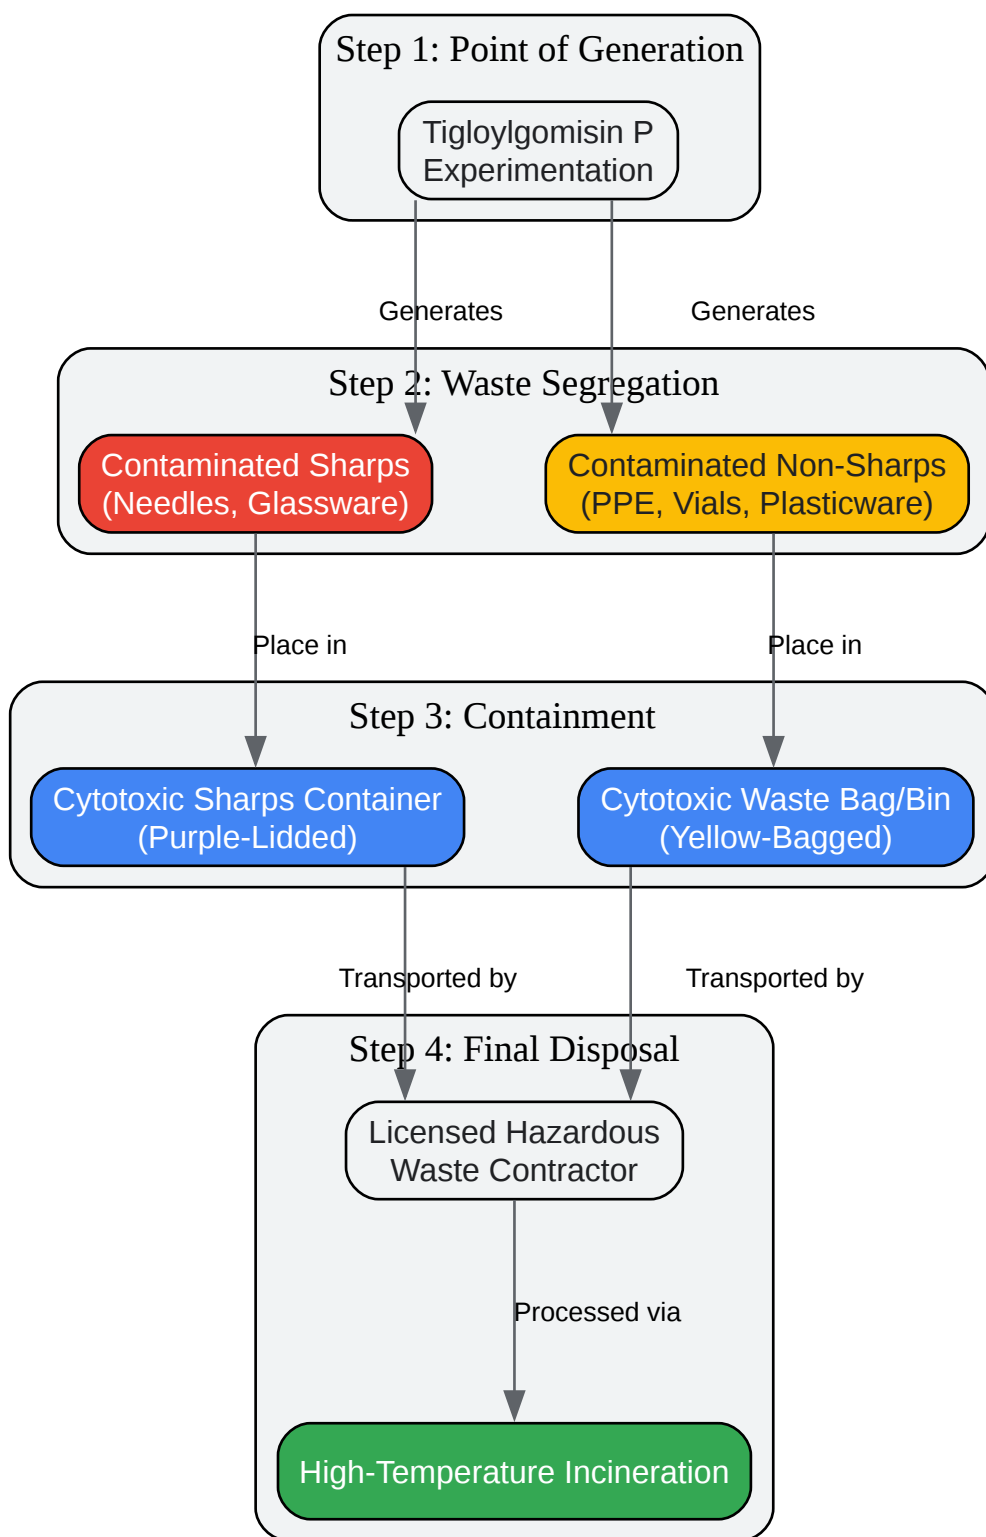 Step 1: Point of Generation
Tigloylgomisin P
Experimentation
Generates
Generates
Step 2: Waste Segregation
Contaminated Sharps
(Needles, Glassware)
Contaminated Non-Sharps
(PPE, Vials, Plasticware)
Place in
Place in
Step 3: Containment
Cytotoxic Sharps Container
(Purple-Lidded)
Cytotoxic Waste Bag/Bin
(Yellow-Bagged)
Transported by
Transported by
Step 4: Final Disposal
Licensed Hazardous
Waste Contractor
Processed via
High-Temperature Incineration